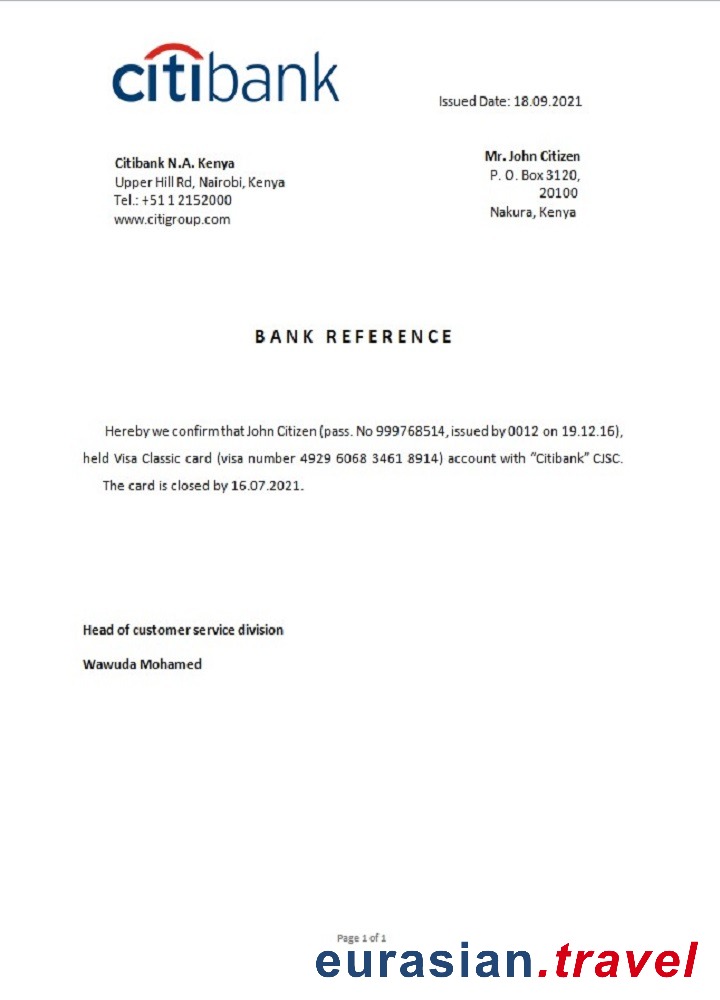 citibank
Issued Date: 18.09.2021
Citibank N.A. Kenya
Upper Hill Rd, Nairobi, Kenya
Tel.: +51 1 2152000
www.citigroup.com
Mr. John Citizen
P. O. Box 3120,
20100
Nakura, Kenya
BANK REFERENCE
Hereby we confirm that John Citizen (pass. No 999768514, issued by 0012 on 19.12.16),
held Visa Classic card (visa number 4929 6068 3461 8914) account with "Citibank" CJSC.
The card is closed by 16.07.2021.
Head of customer service division
Wawuda Mohamed
Page 1 of 1
eurasian.travel